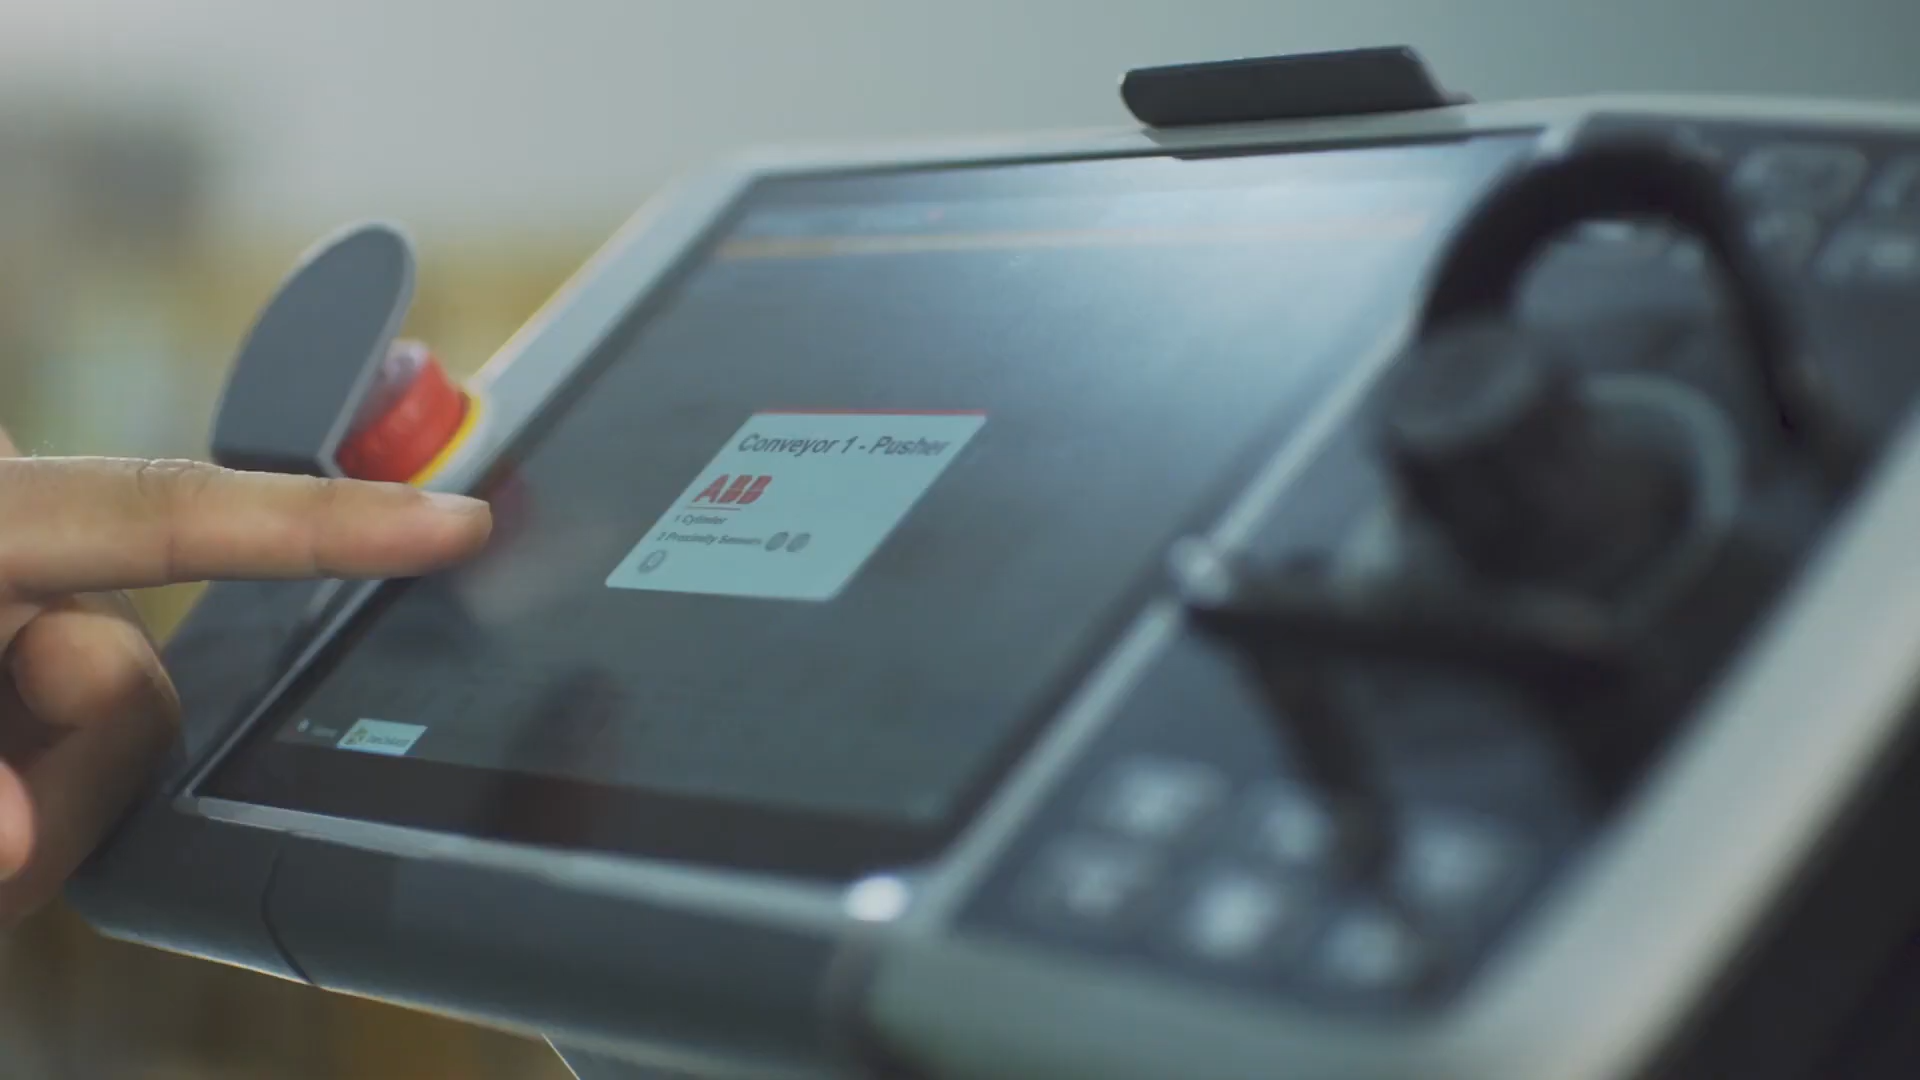 Conveyor 1 - Pusher
ABB
1 Cylinder
2 Proximity Sensors